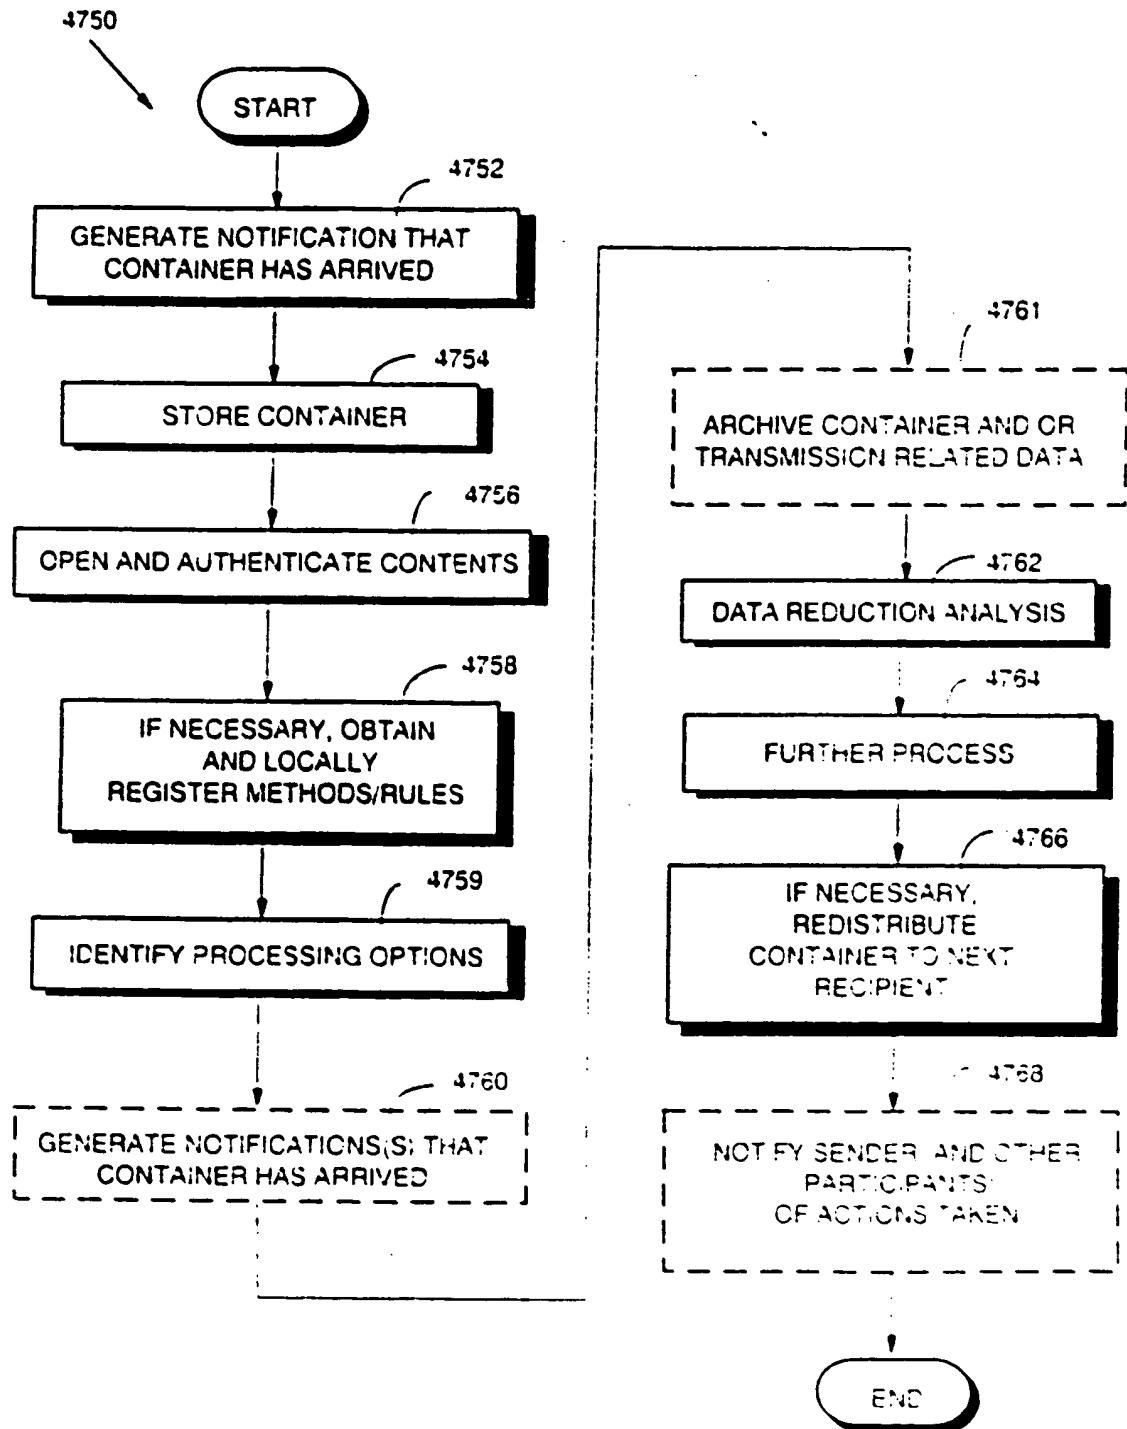 4750
START
4752
GENERATE NOTIFICATION THAT
CONTAINER HAS ARRIVED
4754
STORE CONTAINER
4756
OPEN AND AUTHENTICATE CONTENTS
4758
IF NECESSARY, OBTAIN
AND LOCALLY
REGISTER METHODS/RULES
4759
IDENTIFY PROCESSING OPTIONS
4760
GENERATE NOTIFICATIONS(S) THAT
CONTAINER HAS ARRIVED
4761
ARCHIVE CONTAINER AND OR
TRANSMISSION RELATED DATA
4762
DATA REDUCTION ANALYSIS
4764
FURTHER PROCESS
4766
IF NECESSARY,
REDISTRIBUTE
CONTAINER TO NEXT
RECIPIENT
4768
NOTIFY SENDER AND OTHER
PARTICIPANTS
OF ACTIONS TAKEN
END